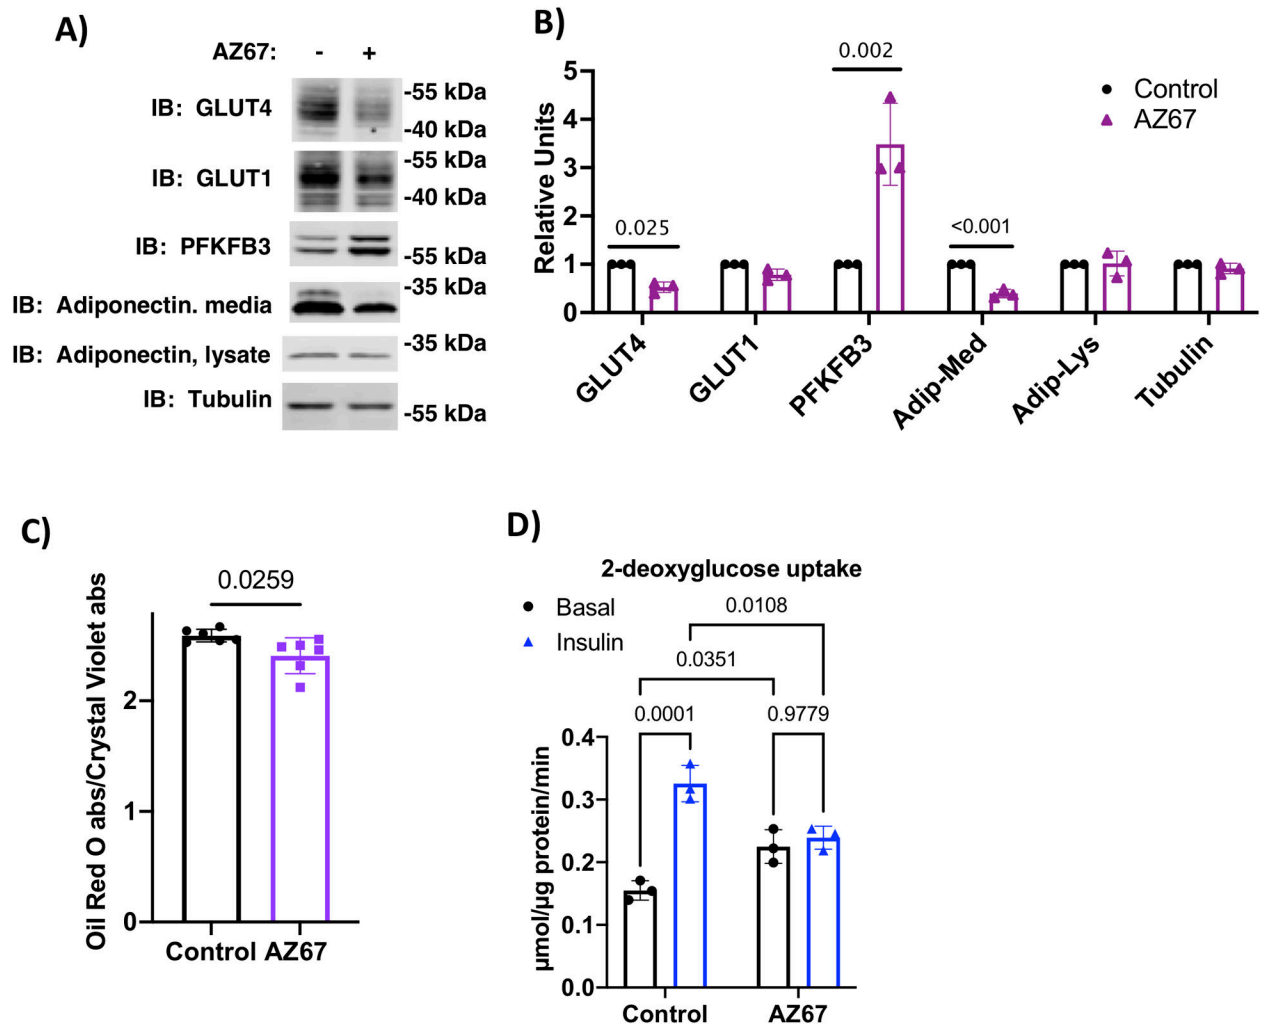 A)
AZ67: - +
IB: GLUT4
-55 kDa
-40 kDa
IB: GLUT1
-55 kDa
-40 kDa
IB: PFKFB3
-55 kDa
IB: Adiponectin. media
-35 kDa
IB: Adiponectin, lysate
-35 kDa
IB: Tubulin
-55 kDa
B)
0.002
Control
AZ67
Relative Units
5
4
3
2
1
0
0.025
<0.001
GLUT4
GLUT1
PFKFB3
Adip-Med
Adip-Lys
Tubulin
C)
0.0259
Oil Red O abs/Crystal Violet abs
2
1
0
Control AZ67
D)
2-deoxyglucose uptake
Basal
Insulin
0.0108
0.0351
0.0001 0.9779
µmol/µg protein/min
0.4
0.3
0.2
0.1
0.0
Control AZ67